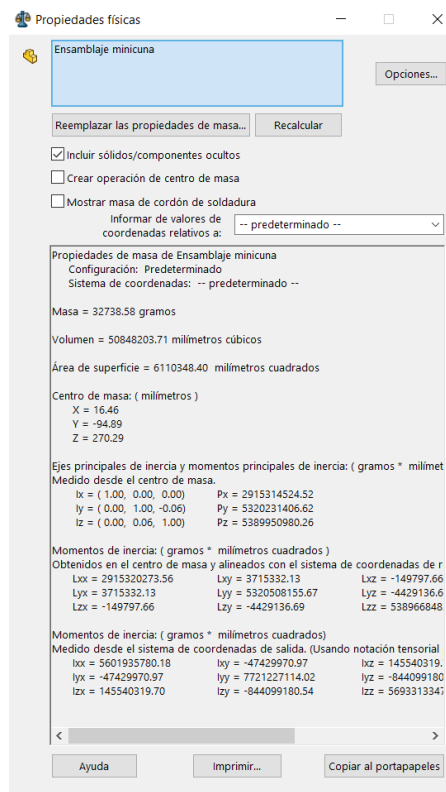 Propiedades físicas
Ensamblaje minicuna
Opciones...
Reemplazar las propiedades de masa... Recalcular
Incluir sólidos/componentes ocultos
Crear operación de centro de masa
Mostrar masa de cordón de soldadura
Informar de valores de
coordenadas relativos a: -- predeterminado --
Propiedades de masa de Ensamblaje minicuna
Configuración: Predeterminado
Sistema de coordenadas: -- predeterminado --
Masa = 32738.58 gramos
Volumen = 50848203.71 milímetros cúbicos
Área de superficie = 6110348.40 milímetros cuadrados
Centro de masa: ( milímetros )
X = 16.46
Y = -94.89
Z = 270.29
Ejes principales de inercia y momentos principales de inercia: ( gramos * milímet
Medido desde el centro de masa.
Ix = ( 1.00, 0.00, 0.00) Px = 2915314524.52
Iy = ( 0.00, 1.00, -0.06) Py = 5320231406.62
Iz = ( 0.00, 0.06, 1.00) Pz = 5389950980.26
Momentos de inercia: ( gramos * milímetros cuadrados )
Obtenidos en el centro de masa y alineados con el sistema de coordenadas de r
Lxx = 2915320273.56 Lxy = 3715332.13 Lxz = -149797.66
Lyx = 3715332.13 Lyy = 5320508155.67 Lyz = -4429136.6
Lzx = -149797.66 Lzy = -4429136.69 Lzz = 538966848
Momentos de inercia: ( gramos * milímetros cuadrados)
Medido desde el sistema de coordenadas de salida. (Usando notación tensorial
Ixx = 5601935780.18 Ixy = -47429970.97 Ixz = 145540319.
Iyx = -47429970.97 Iyy = 7721227114.02 Iyz = -844099180
Izx = 145540319.70 Izy = -844099180.54 Izz = 5693313347
Ayuda Imprimir... Copiar al portapapeles